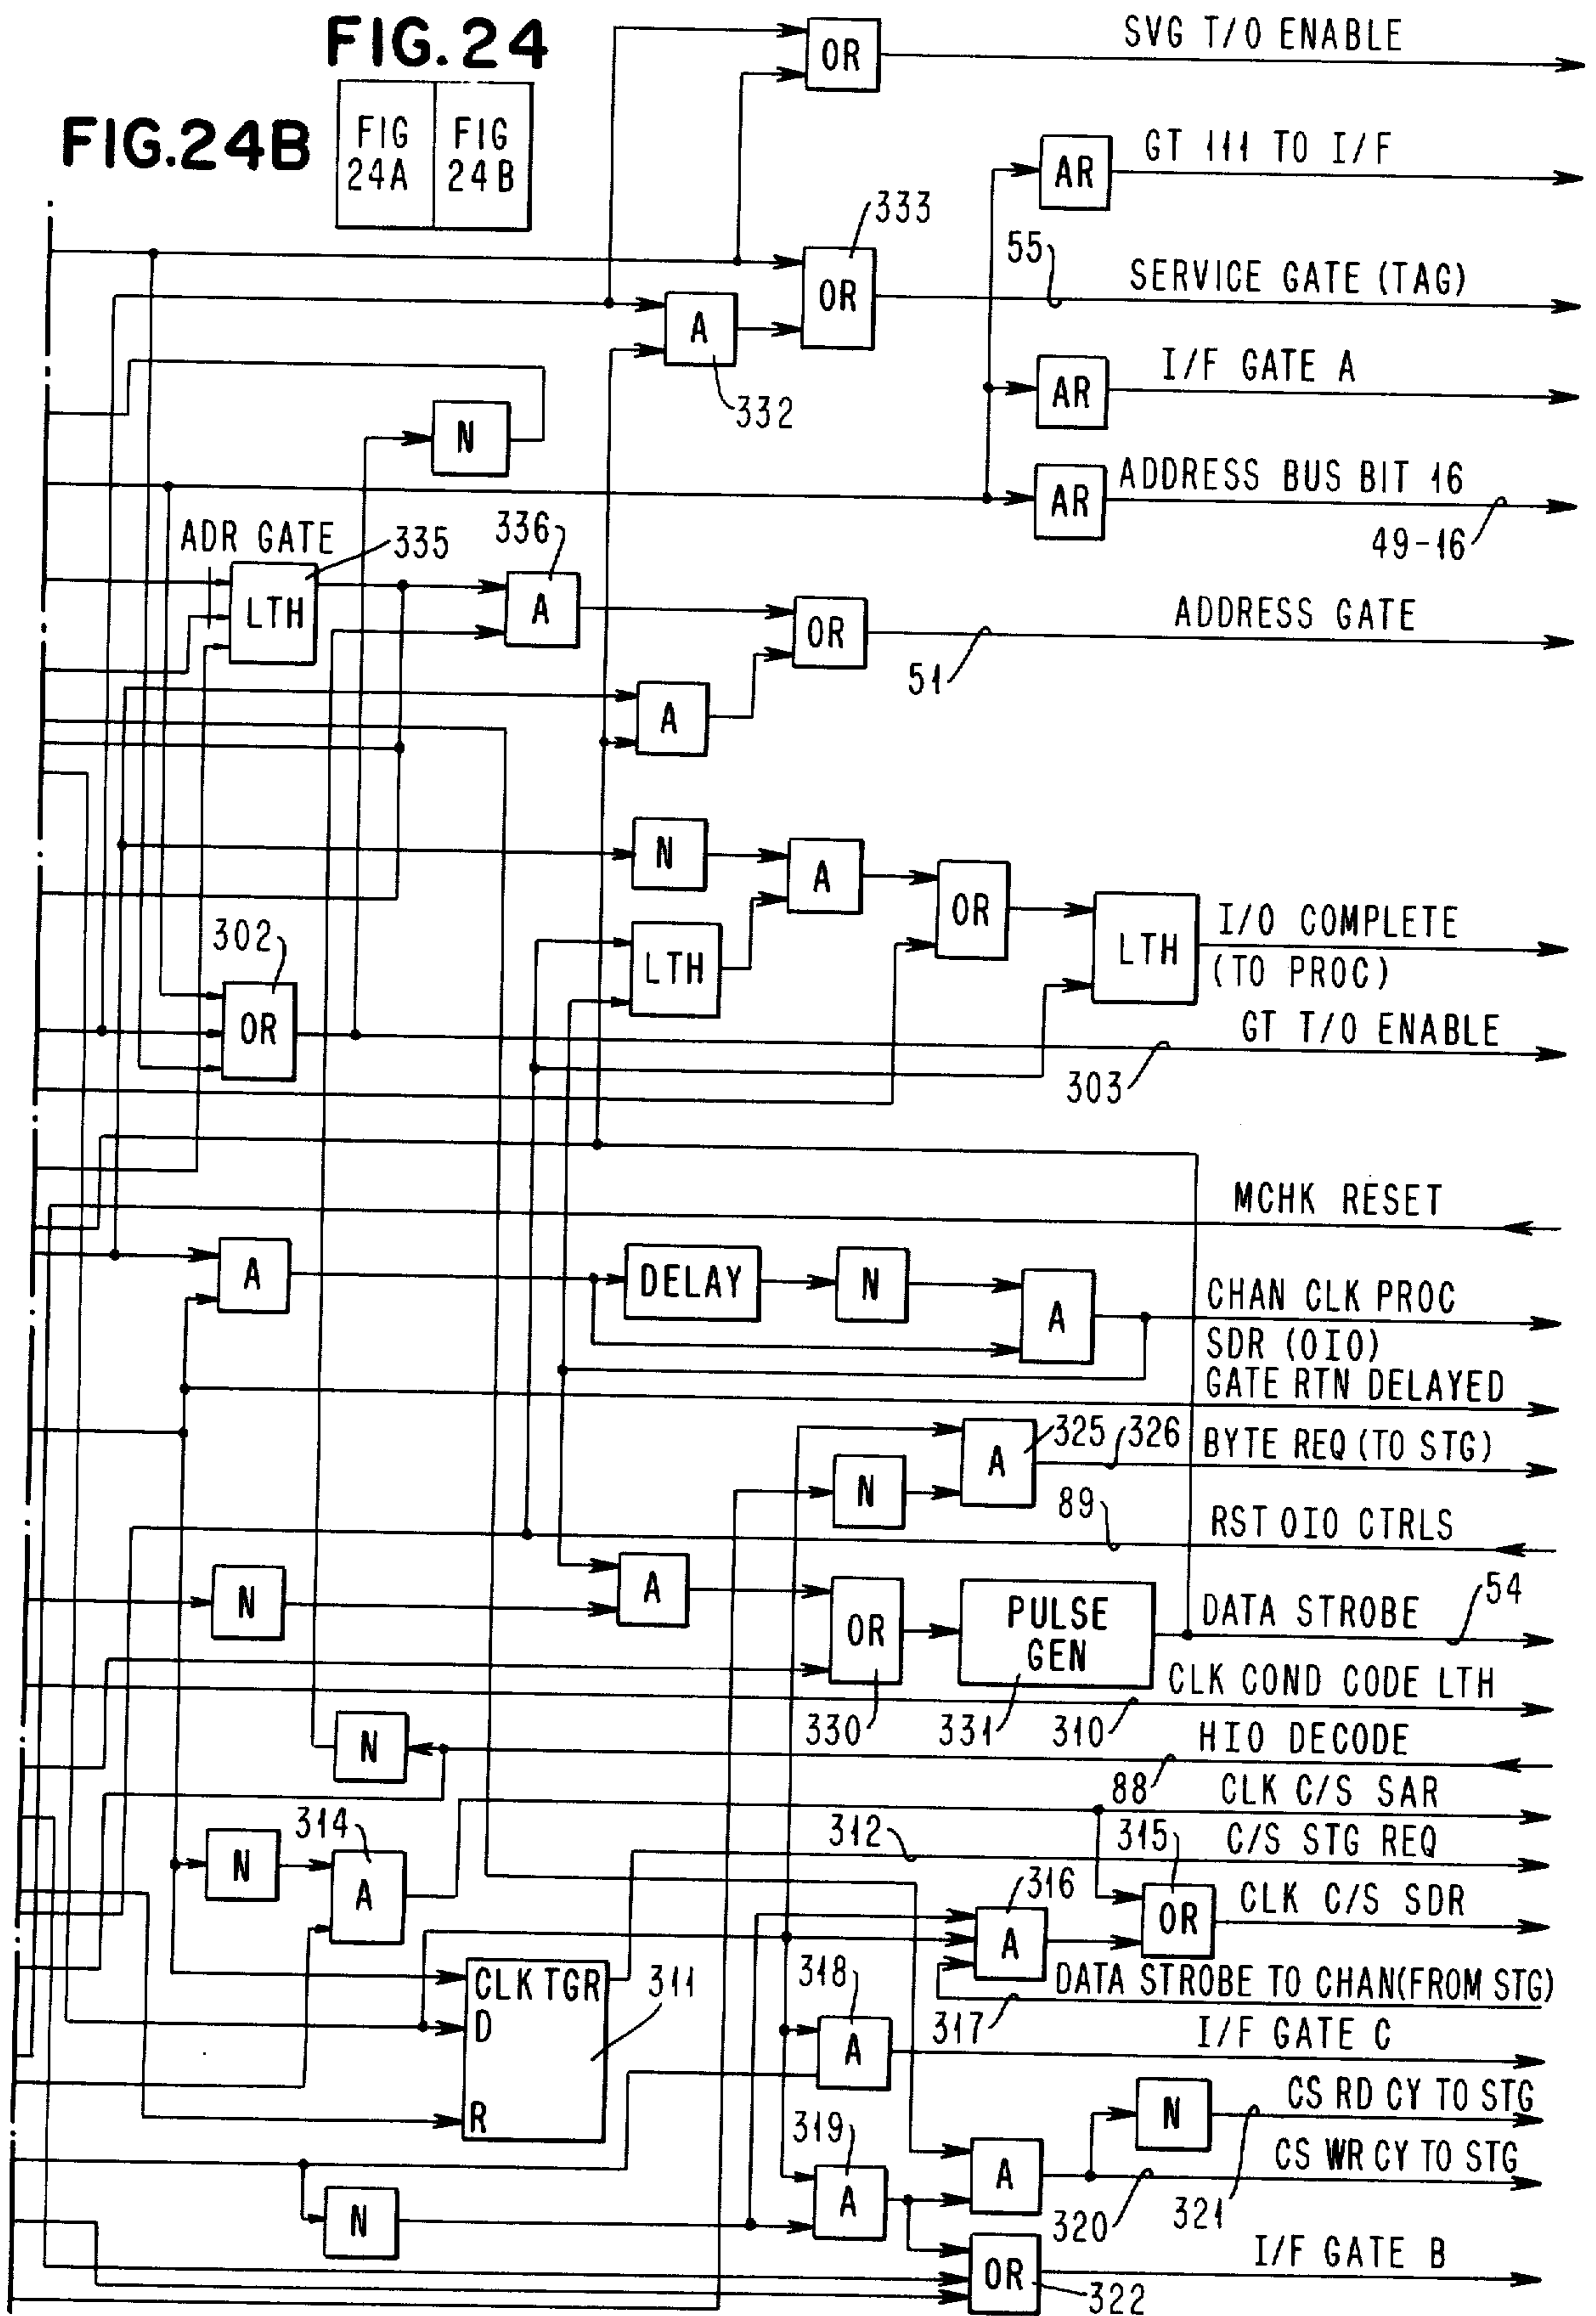 FIG. 24
FIG. 24B
FIG 24A
FIG 24B
OR
SVG T/O ENABLE
AR
GT 111 TO I/F
333
OR
55
SERVICE GATE (TAG)
A
332
AR
I/F GATE A
N
AR
ADDRESS BUS BIT 16
49-16
ADR GATE
335
LTH
336
A
OR
ADDRESS GATE
51
A
N
A
OR
LTH
I/O COMPLETE
(TO PROC)
LTH
302
OR
GT T/O ENABLE
303
MCHK RESET
A
DELAY
N
A
CHAN CLK PROC
SDR (OIO)
GATE RTN DELAYED
A
325
326
BYTE REQ (TO STG)
N
89
RST OIO CTRLS
N
A
OR
330
PULSE GEN
331
DATA STROBE
54
CLK COND CODE LTH
310
N
HIO DECODE
88
CLK C/S SAR
314
N
A
312
C/S STG REQ
315
OR
CLK C/S SDR
316
A
CLK TGR
D
R
311
DATA STROBE TO CHAN (FROM STG)
317
318
A
I/F GATE C
N
CS RD CY TO STG
319
A
A
CS WR CY TO STG
320
321
N
OR
322
I/F GATE B